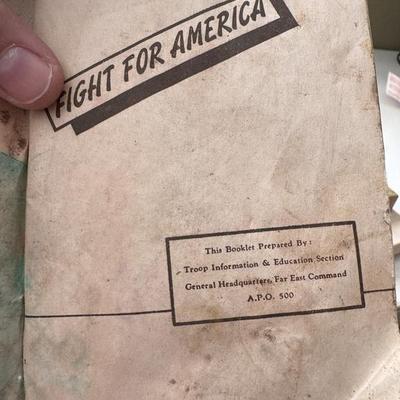 FIGHT FOR AMERICA
This Booklet Prepared By:
Troop Information & Education Section
General Headquarters, Far East Command
A.P.O. 500